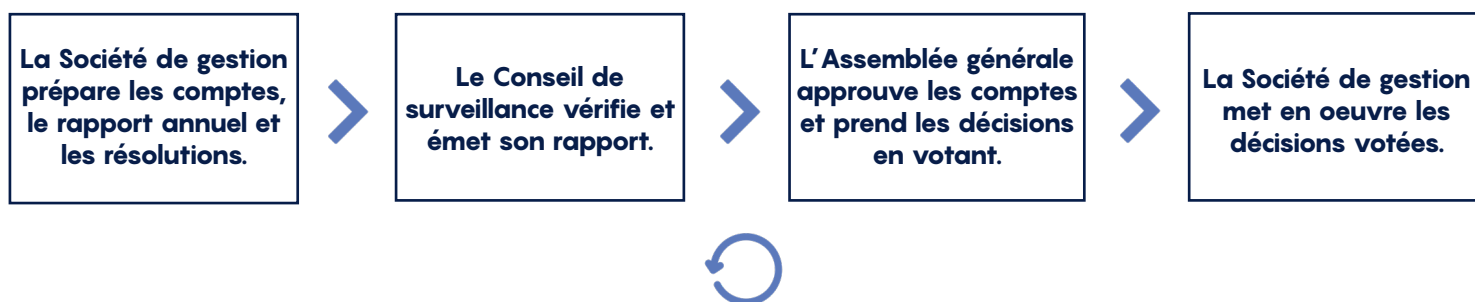 La Société de gestion
prépare les comptes,
le rapport annuel et
les résolutions.
Le Conseil de
surveillance vérifie et
émet son rapport.
L'Assemblée générale
approuve les comptes
et prend les décisions
en votant.
La Société de gestion
met en oeuvre les
décisions votées.